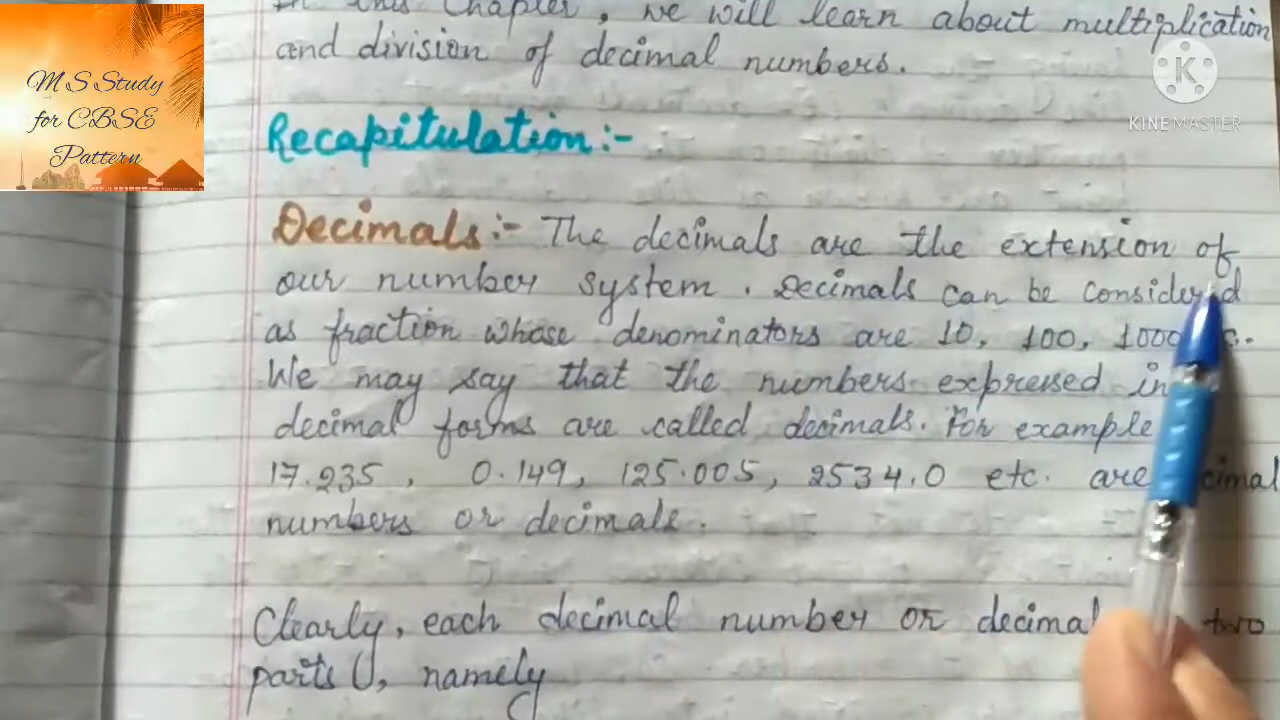 In this Chapter, we will learn about multiplication
and division of decimal numbers.
Recapitulation:-
Decimals:- The decimals are the extension of
our number system. Decimals can be considered
as fraction whose denominators are 10, 100, 1000
We may say that the numbers expressed in
decimal forms are called decimals. For example
17.235, 0.149, 125.005, 2534.0 etc. are
numbers or decimals.
Clearly, each decimal number or decimal two
parts, namely
M S Study
for CBSE
Pattern
K
KINEMASTER